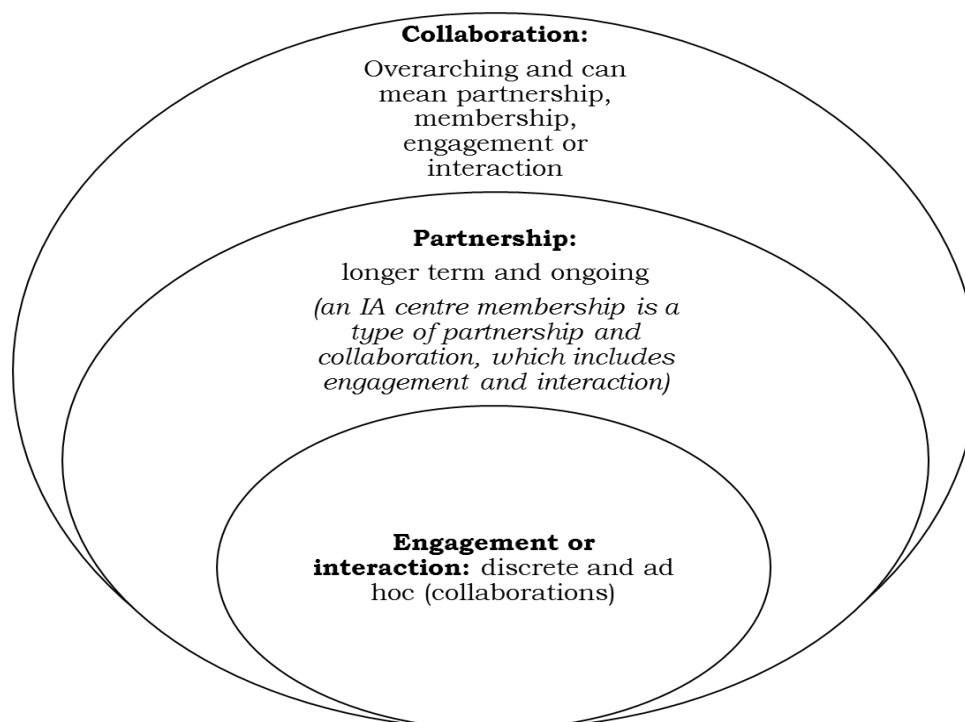 Collaboration:
Overarching and can
mean partnership,
membership,
engagement or
interaction
Partnership:
longer term and ongoing
(an IA centre membership is a
type of partnership and
collaboration, which includes
engagement and interaction)
Engagement or
interaction: discrete and ad
hoc (collaborations)